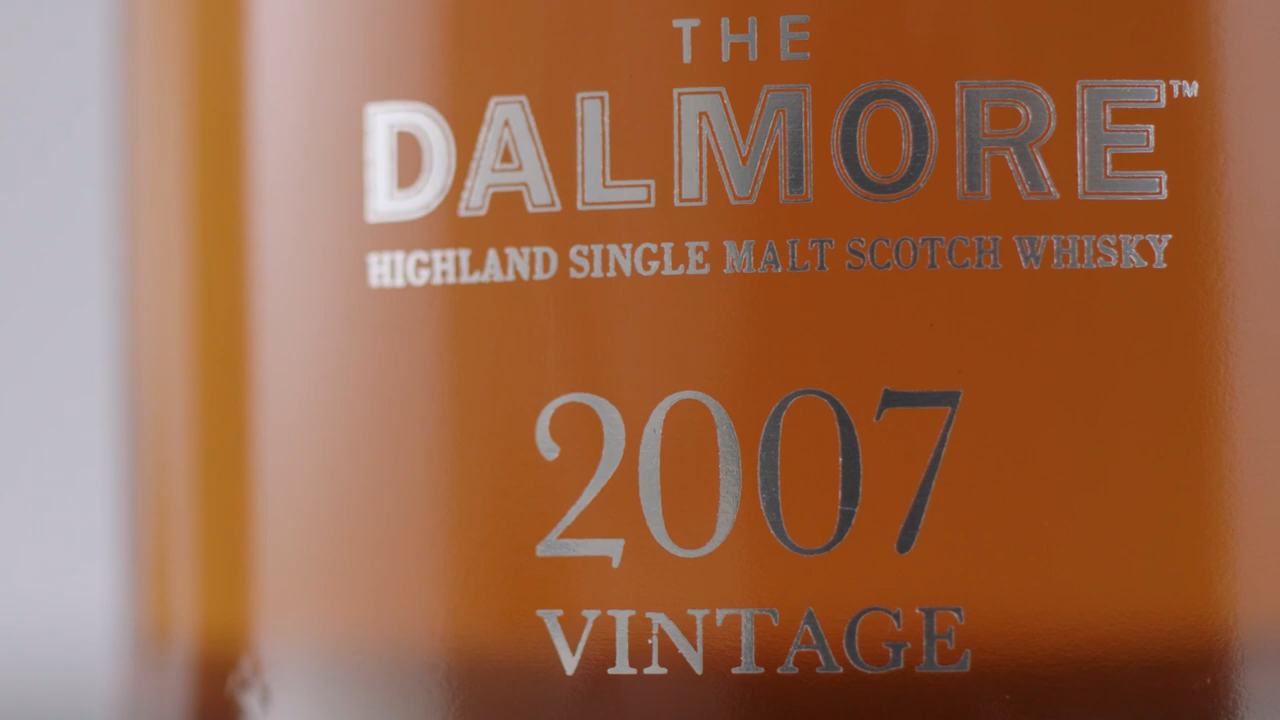 THE
DALMORE™
HIGHLAND SINGLE MALT SCOTCH WHISKY
2007
VINTAGE